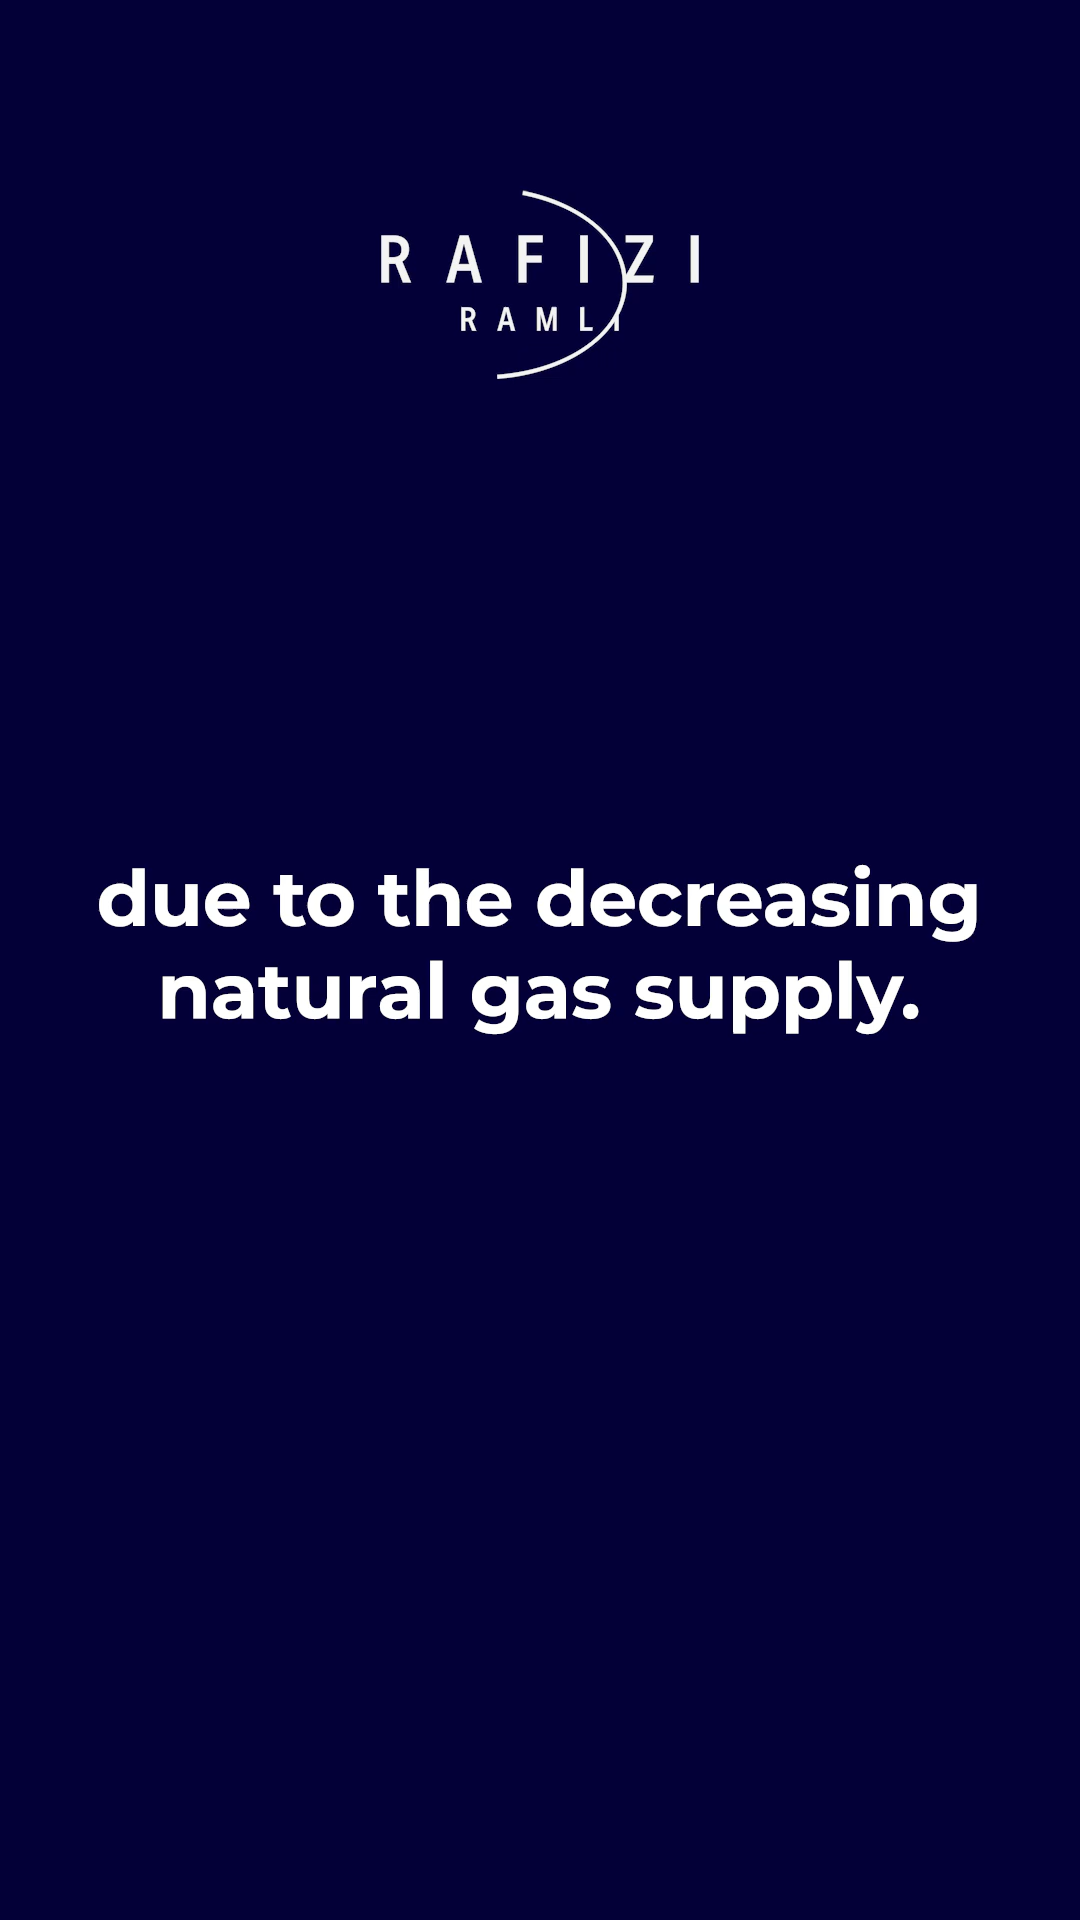 RAFIZI
RAMLI
due to the decreasing
natural gas supply.